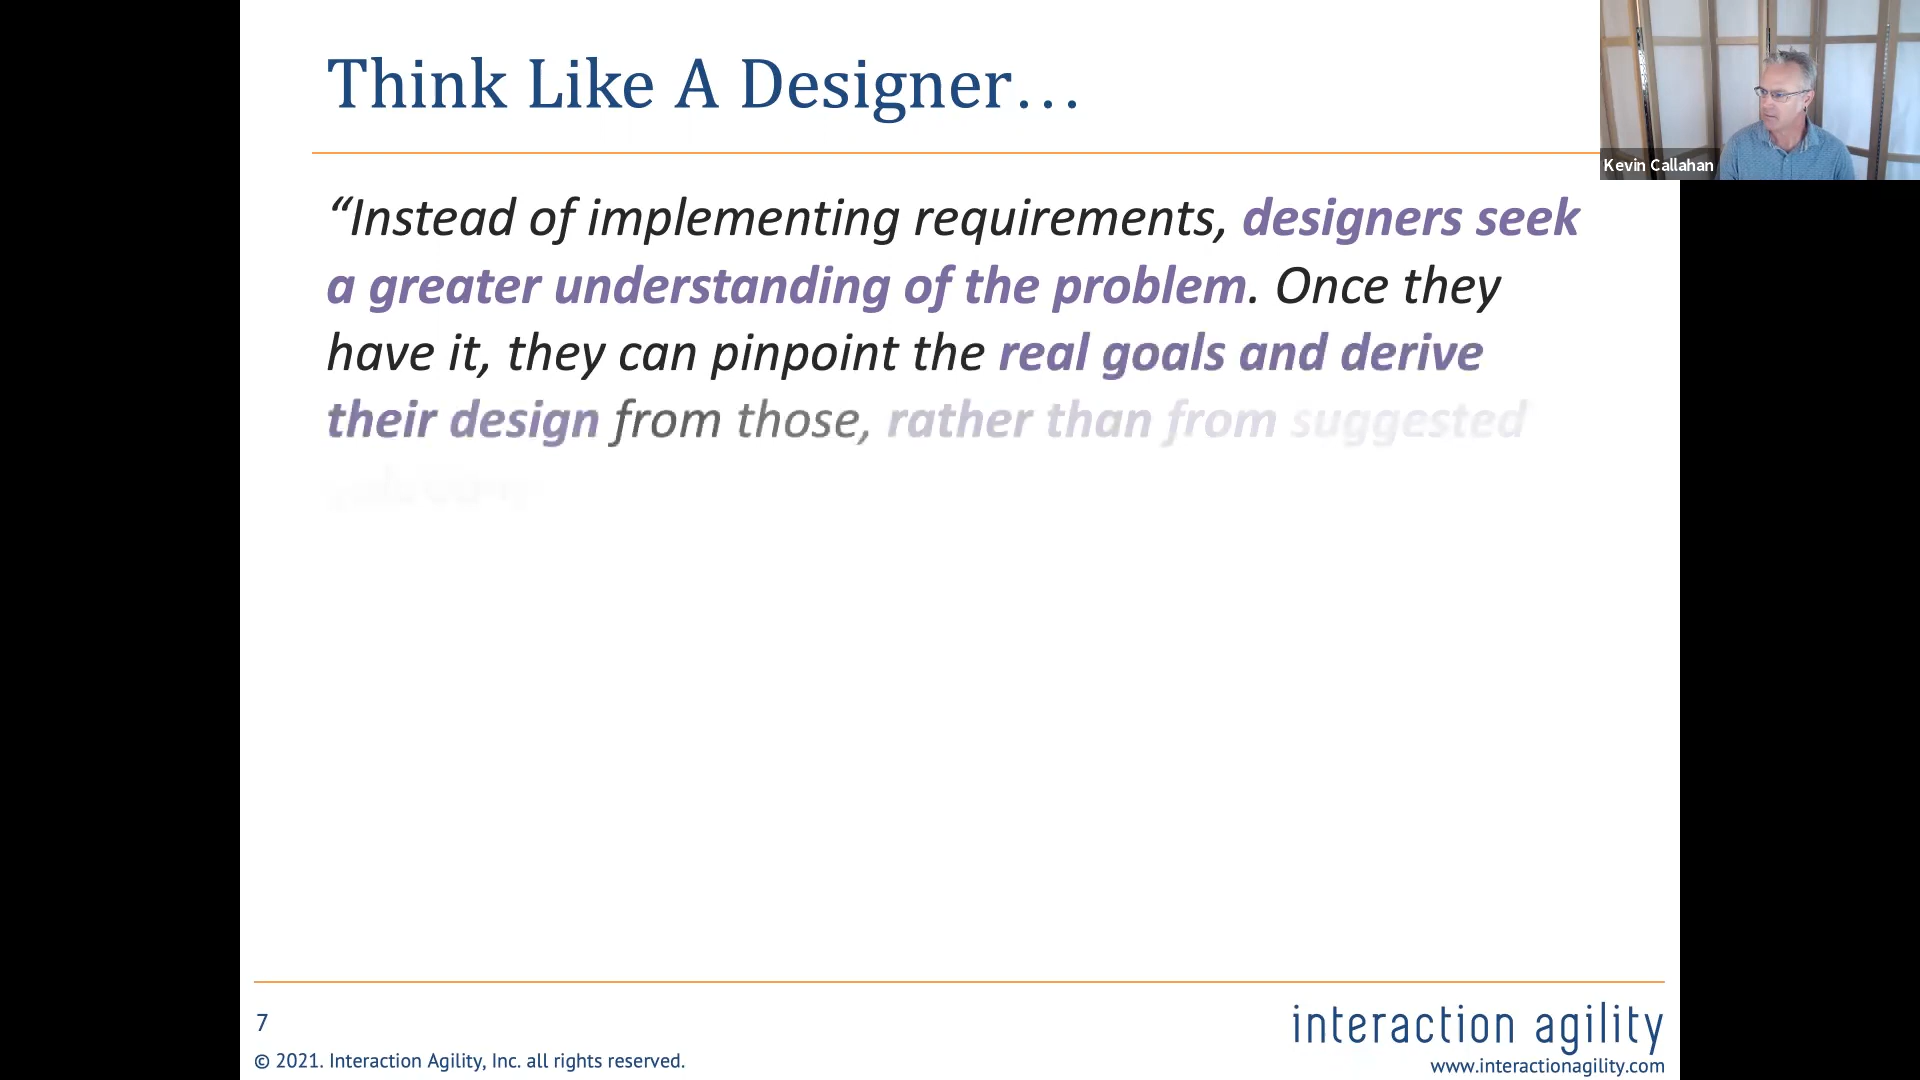 Think Like A Designer…
Kevin Callahan
“Instead of implementing requirements, designers seek
a greater understanding of the problem. Once they
have it, they can pinpoint the real goals and derive
their design from those, rather than from suggested
7
interaction agility
© 2021. Interaction Agility, Inc. all rights reserved.
www.interactionagility.com